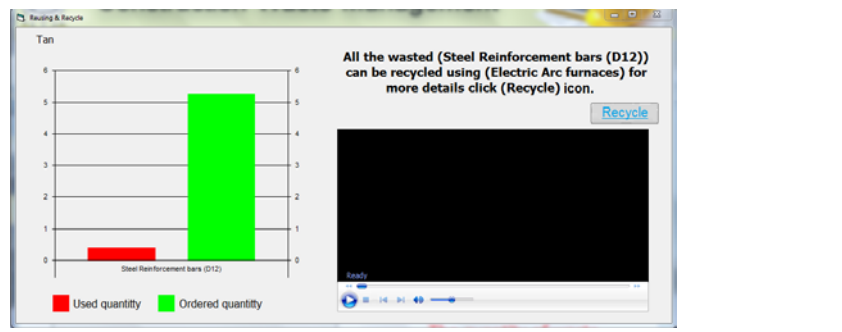 Reusing & Recycle
Tan
All the wasted (Steel Reinforcement bars (D12))
can be recycled using (Electric Arc furnaces) for
more details click (Recycle) icon.
Recycle
6 6
5 5
4 4
3 3
2 2
1 1
0 0
Steel Reinforcement bars (D12)
Used quantitty Ordered quantitty
Ready